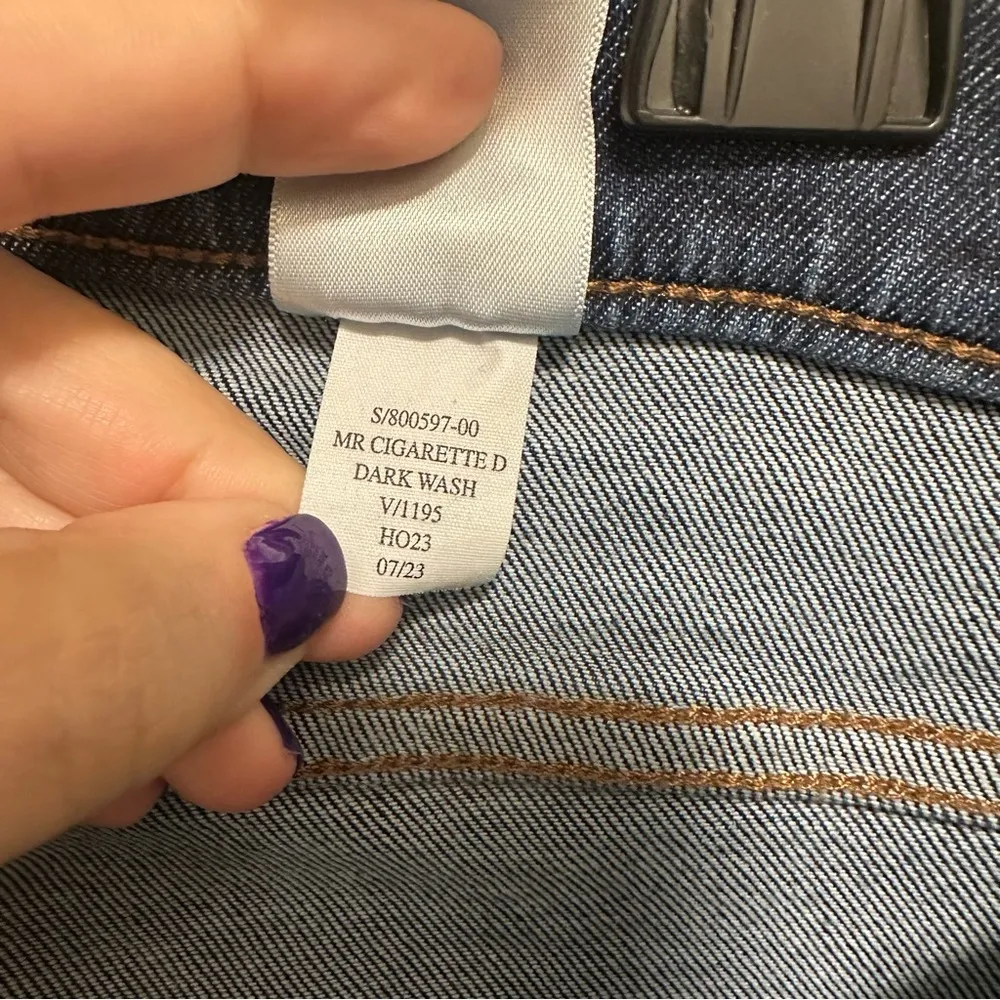 S/800597-00
MR CIGARETTE D
DARK WASH
V/1195
HO23
07/23